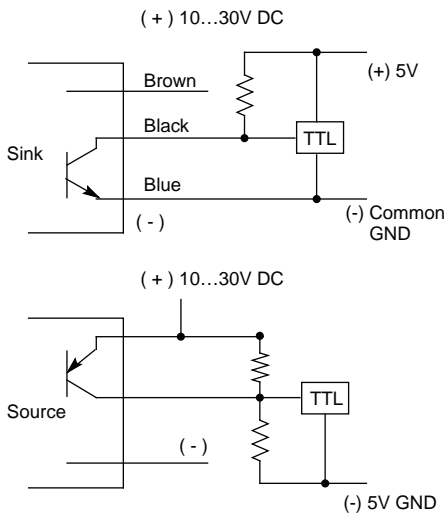 ( + ) 10…30V DC
(+) 5V
Brown
Black
TTL
Sink
Blue
( - )
(-) Common
GND
( + ) 10…30V DC
TTL
Source
( - )
(-) 5V GND